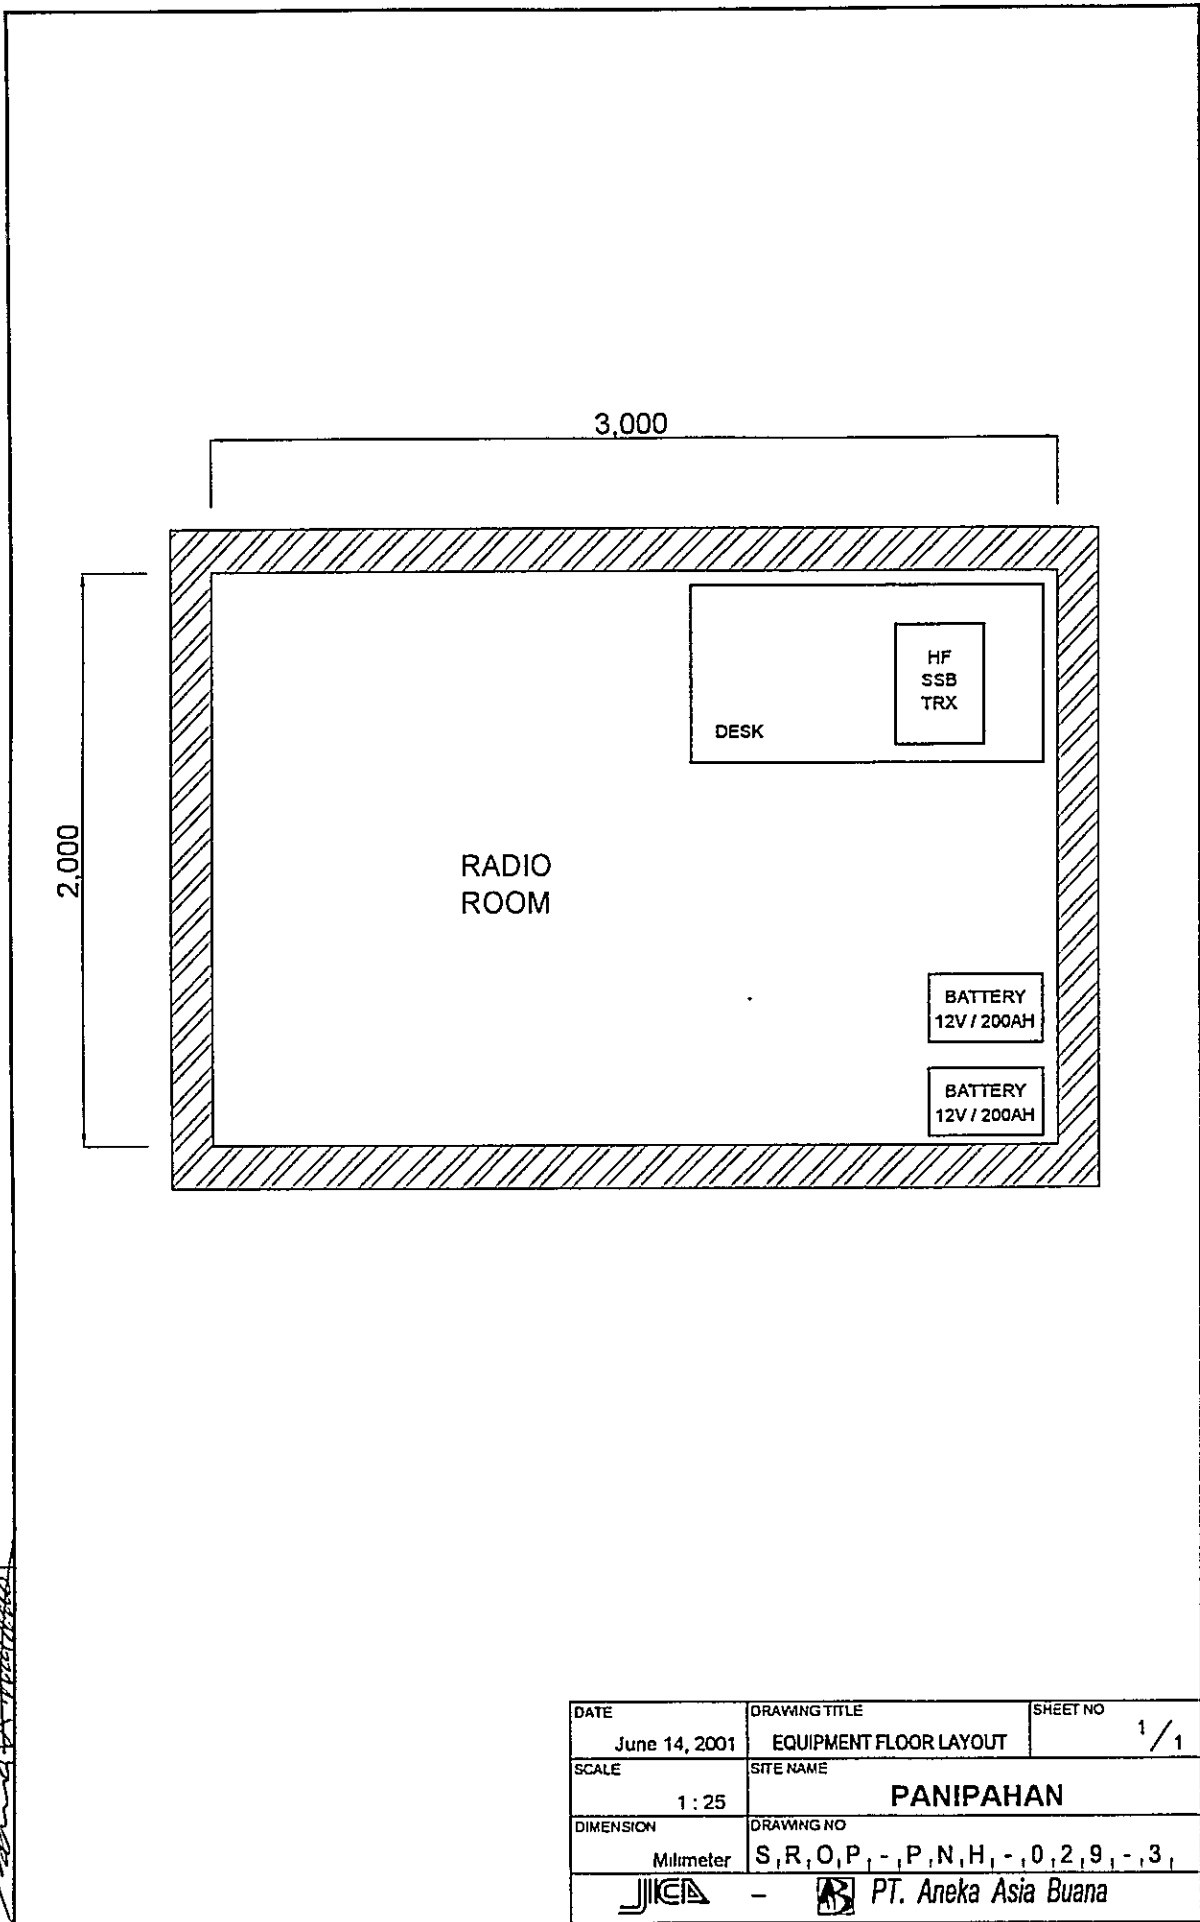 3,000
HF
SSB
TRX
DESK
2,000
RADIO
ROOM
BATTERY
12V / 200AH
BATTERY
12V / 200AH
DATE
June 14, 2001
DRAWING TITLE
EQUIPMENT FLOOR LAYOUT
SHEET NO
1/1
SCALE
1 : 25
SITE NAME
PANIPAHAN
DIMENSION
Milimeter
DRAWING NO
S,R,O,P,-,P,N,H,-,0,2,9,-,3,
JICA - PT. Aneka Asia Buana